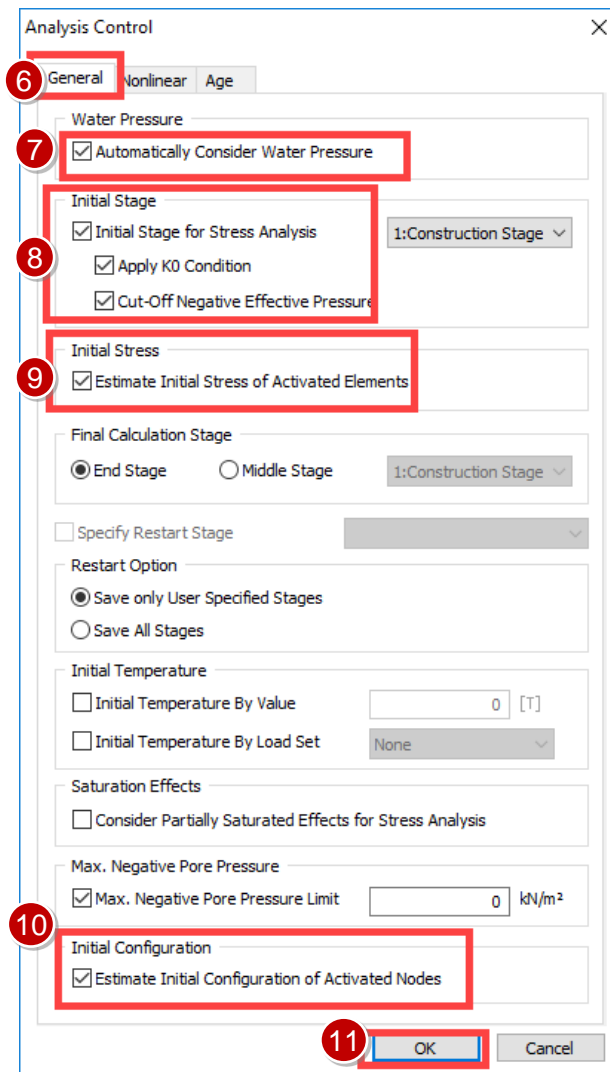 Analysis Control
6
General Nonlinear Age
Water Pressure
7
Automatically Consider Water Pressure
Initial Stage
Initial Stage for Stress Analysis 1:Construction Stage
8
Apply K0 Condition
Cut-Off Negative Effective Pressure
Initial Stress
9
Estimate Initial Stress of Activated Elements
Final Calculation Stage
End Stage Middle Stage 1:Construction Stage
Specify Restart Stage
Restart Option
Save only User Specified Stages
Save All Stages
Initial Temperature
Initial Temperature By Value 0 [T]
Initial Temperature By Load Set None
Saturation Effects
Consider Partially Saturated Effects for Stress Analysis
Max. Negative Pore Pressure
Max. Negative Pore Pressure Limit 0 kN/m²
10
Initial Configuration
Estimate Initial Configuration of Activated Nodes
11
OK Cancel